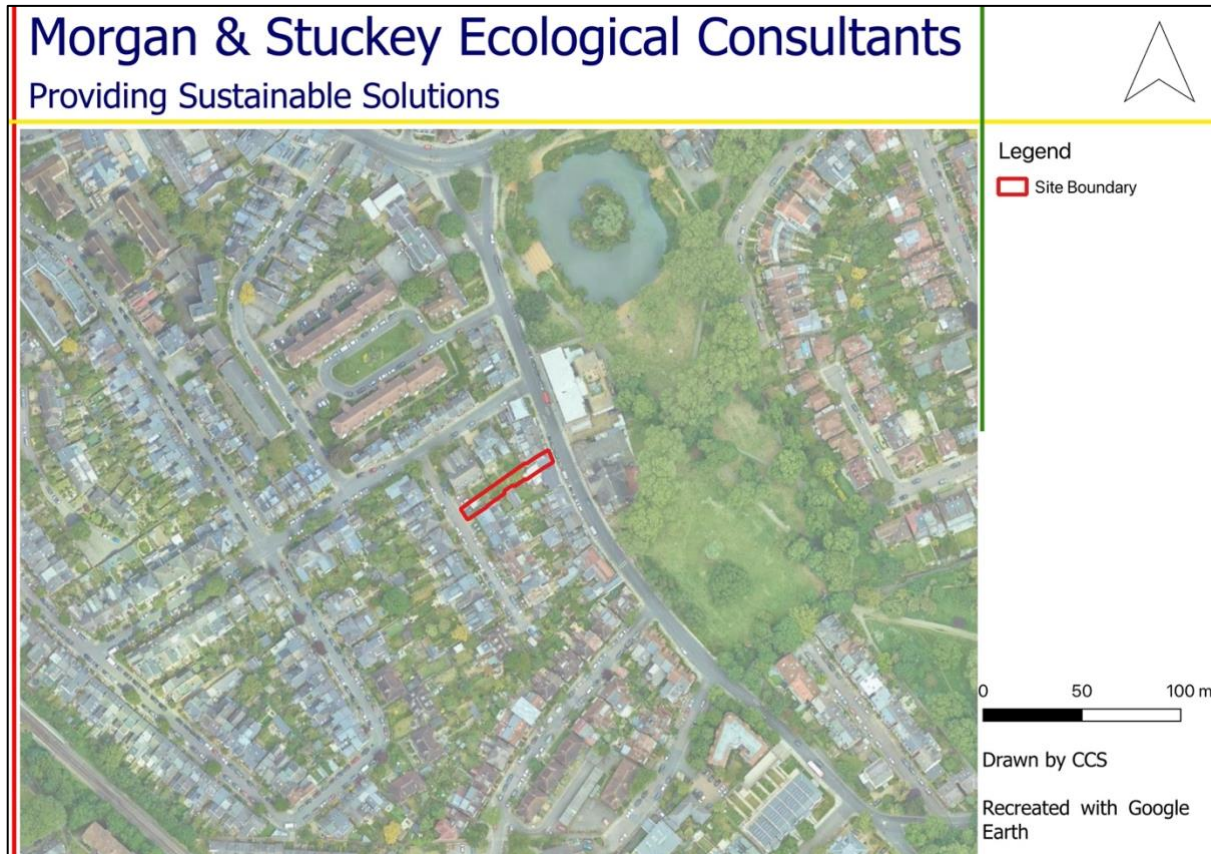 Morgan & Stuckey Ecological Consultants
Providing Sustainable Solutions
Legend
Site Boundary
0 50 100 m
Drawn by CCS
Recreated with Google
Earth